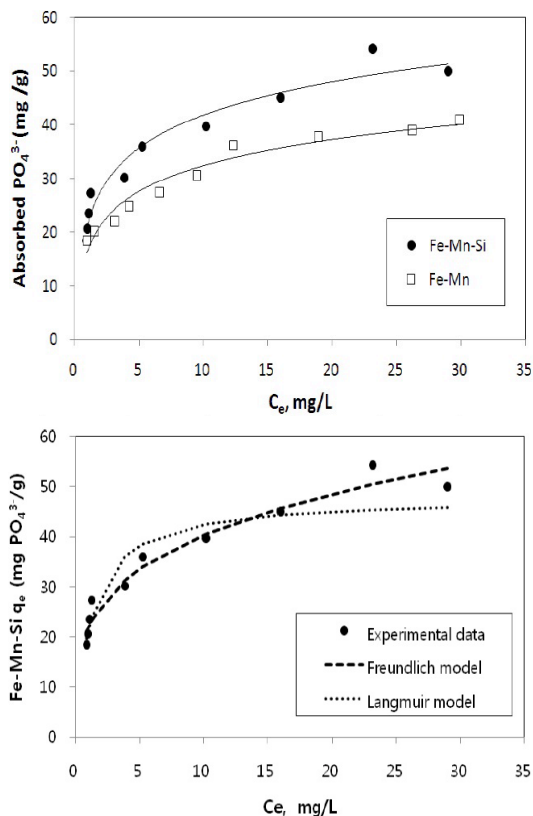 Absorbed PO₄³⁻(mg /g)
60
50
40
30
20
10
0
Fe-Mn-Si
Fe-Mn
0 5 10 15 20 25 30 35
Cₑ, mg/L
Fe-Mn-Si qₑ (mg PO₄³⁻/g)
60
50
40
30
20
10
0
Experimental data
Freundlich model
Langmuir model
0 5 10 15 20 25 30 35
Ce, mg/L